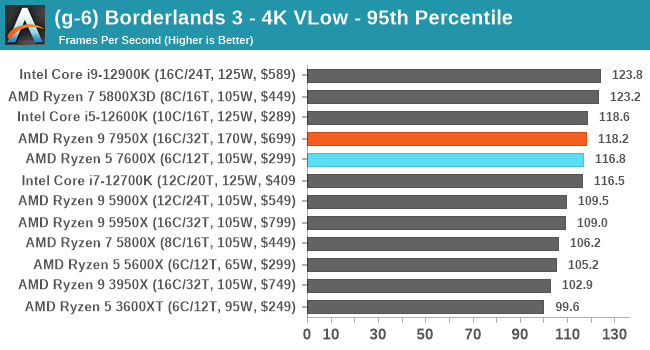 (g-6) Borderlands 3 - 4K VLow - 95th Percentile
Frames Per Second (Higher is Better)
Intel Core i9-12900K (16C/24T, 125W, $589) 123.8
AMD Ryzen 7 5800X3D (8C/16T, 105W, $449) 123.2
Intel Core i5-12600K (10C/16T, 125W, $289) 118.6
AMD Ryzen 9 7950X (16C/32T, 170W, $699) 118.2
AMD Ryzen 5 7600X (6C/12T, 105W, $299) 116.8
Intel Core i7-12700K (12C/20T, 125W, $409 116.5
AMD Ryzen 9 5900X (12C/24T, 105W, $549) 109.5
AMD Ryzen 9 5950X (16C/32T, 105W, $799) 109.0
AMD Ryzen 7 5800X (8C/16T, 105W, $449) 106.2
AMD Ryzen 5 5600X (6C/12T, 65W, $299) 105.2
AMD Ryzen 9 3950X (16C/32T, 105W, $749) 102.9
AMD Ryzen 5 3600XT (6C/12T, 95W, $249) 99.6
0 10 30 50 70 90 110 130